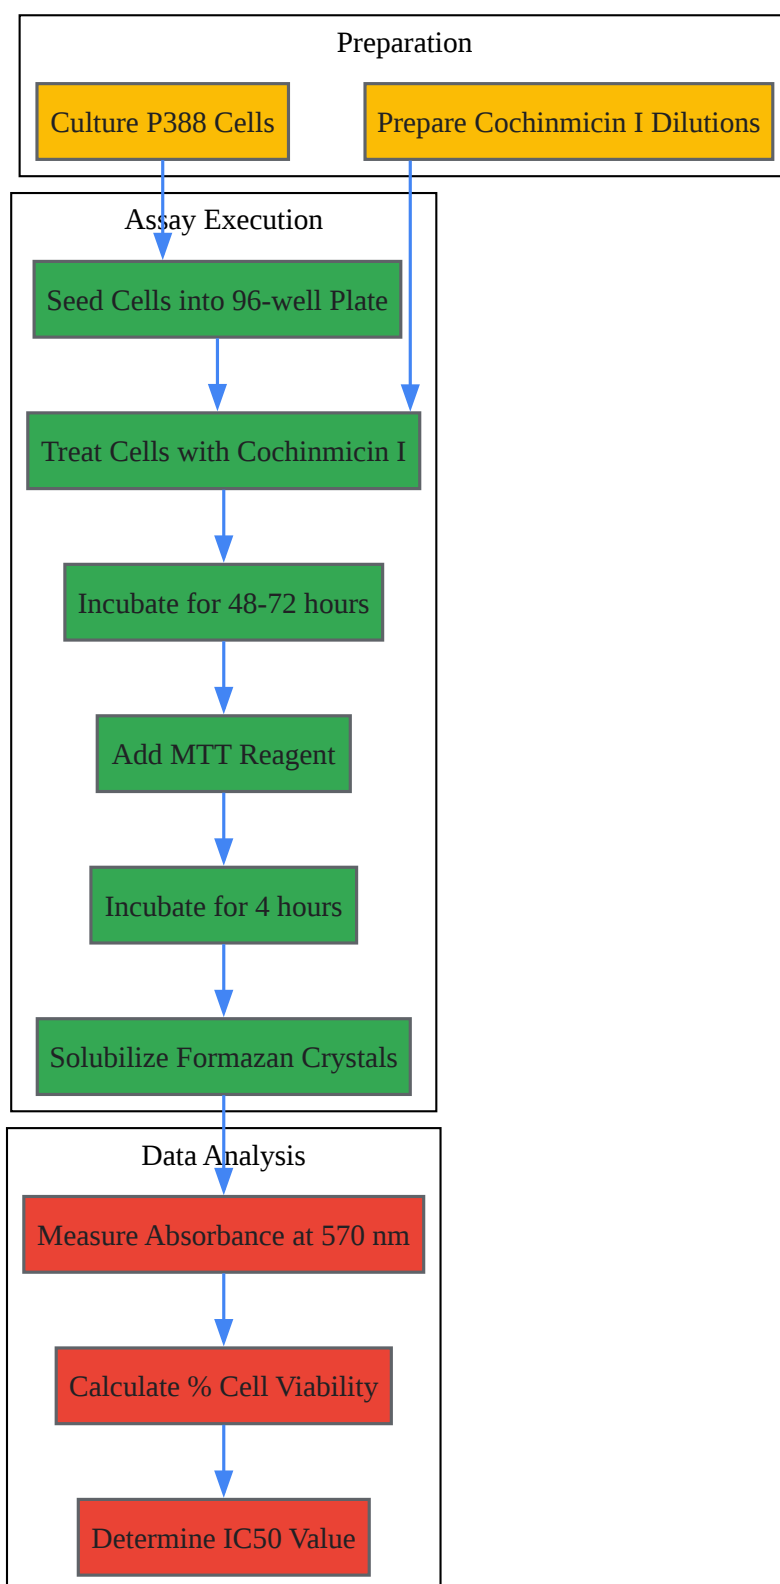 Preparation
Culture P388 Cells
Prepare Cochinmicin I Dilutions
Assay Execution
Seed Cells into 96-well Plate
Treat Cells with Cochinmicin I
Incubate for 48-72 hours
Add MTT Reagent
Incubate for 4 hours
Solubilize Formazan Crystals
Data Analysis
Measure Absorbance at 570 nm
Calculate % Cell Viability
Determine IC50 Value